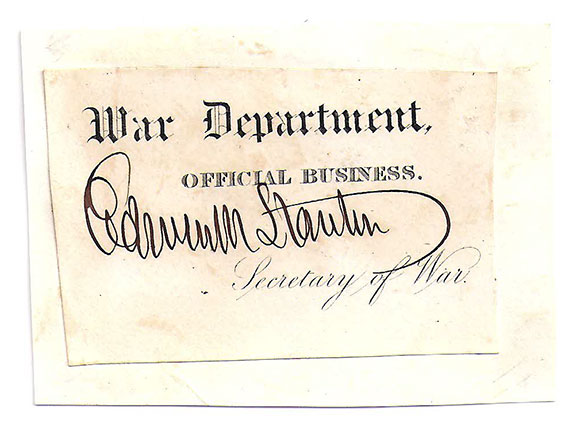 War Department,
OFFICIAL BUSINESS.
Edwin M Stanton
Secretary of War.